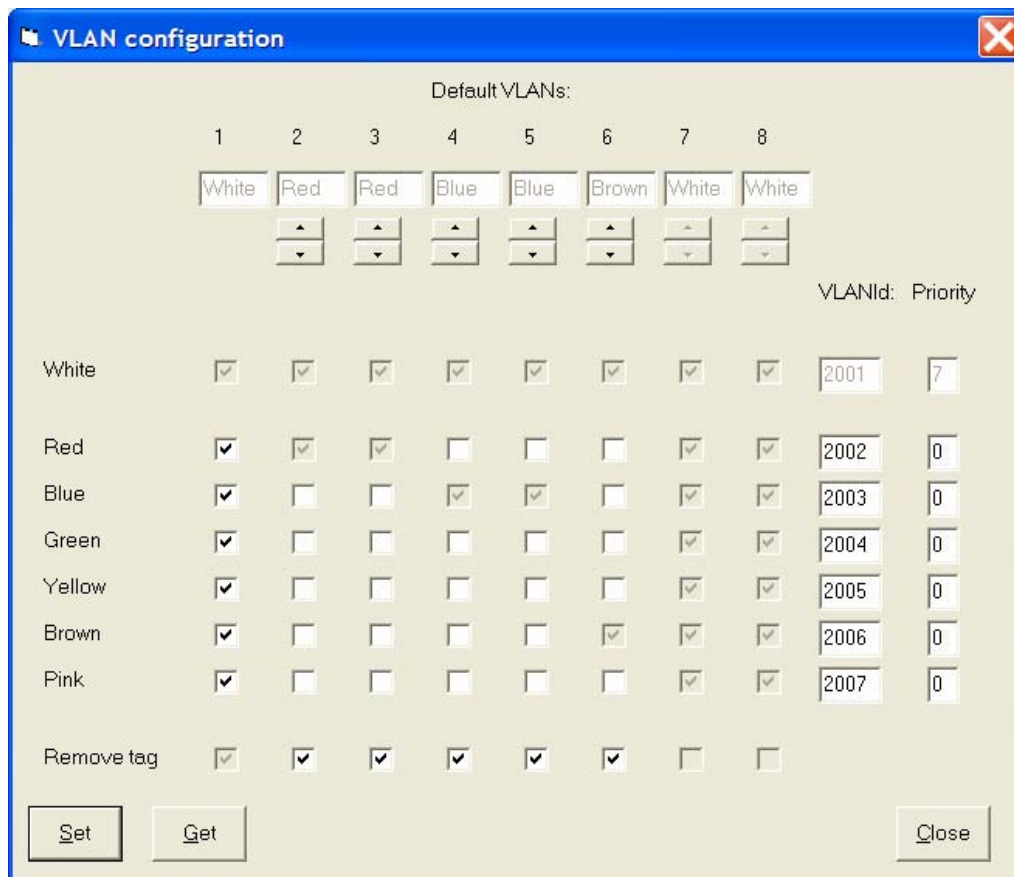 VLAN configuration
Default VLANs:
1 2 3 4 5 6 7 8
White Red Red Blue Blue Brown White White
VLANId: Priority
White 2001 7
Red 2002 0
Blue 2003 0
Green 2004 0
Yellow 2005 0
Brown 2006 0
Pink 2007 0
Remove tag
Set Get Close